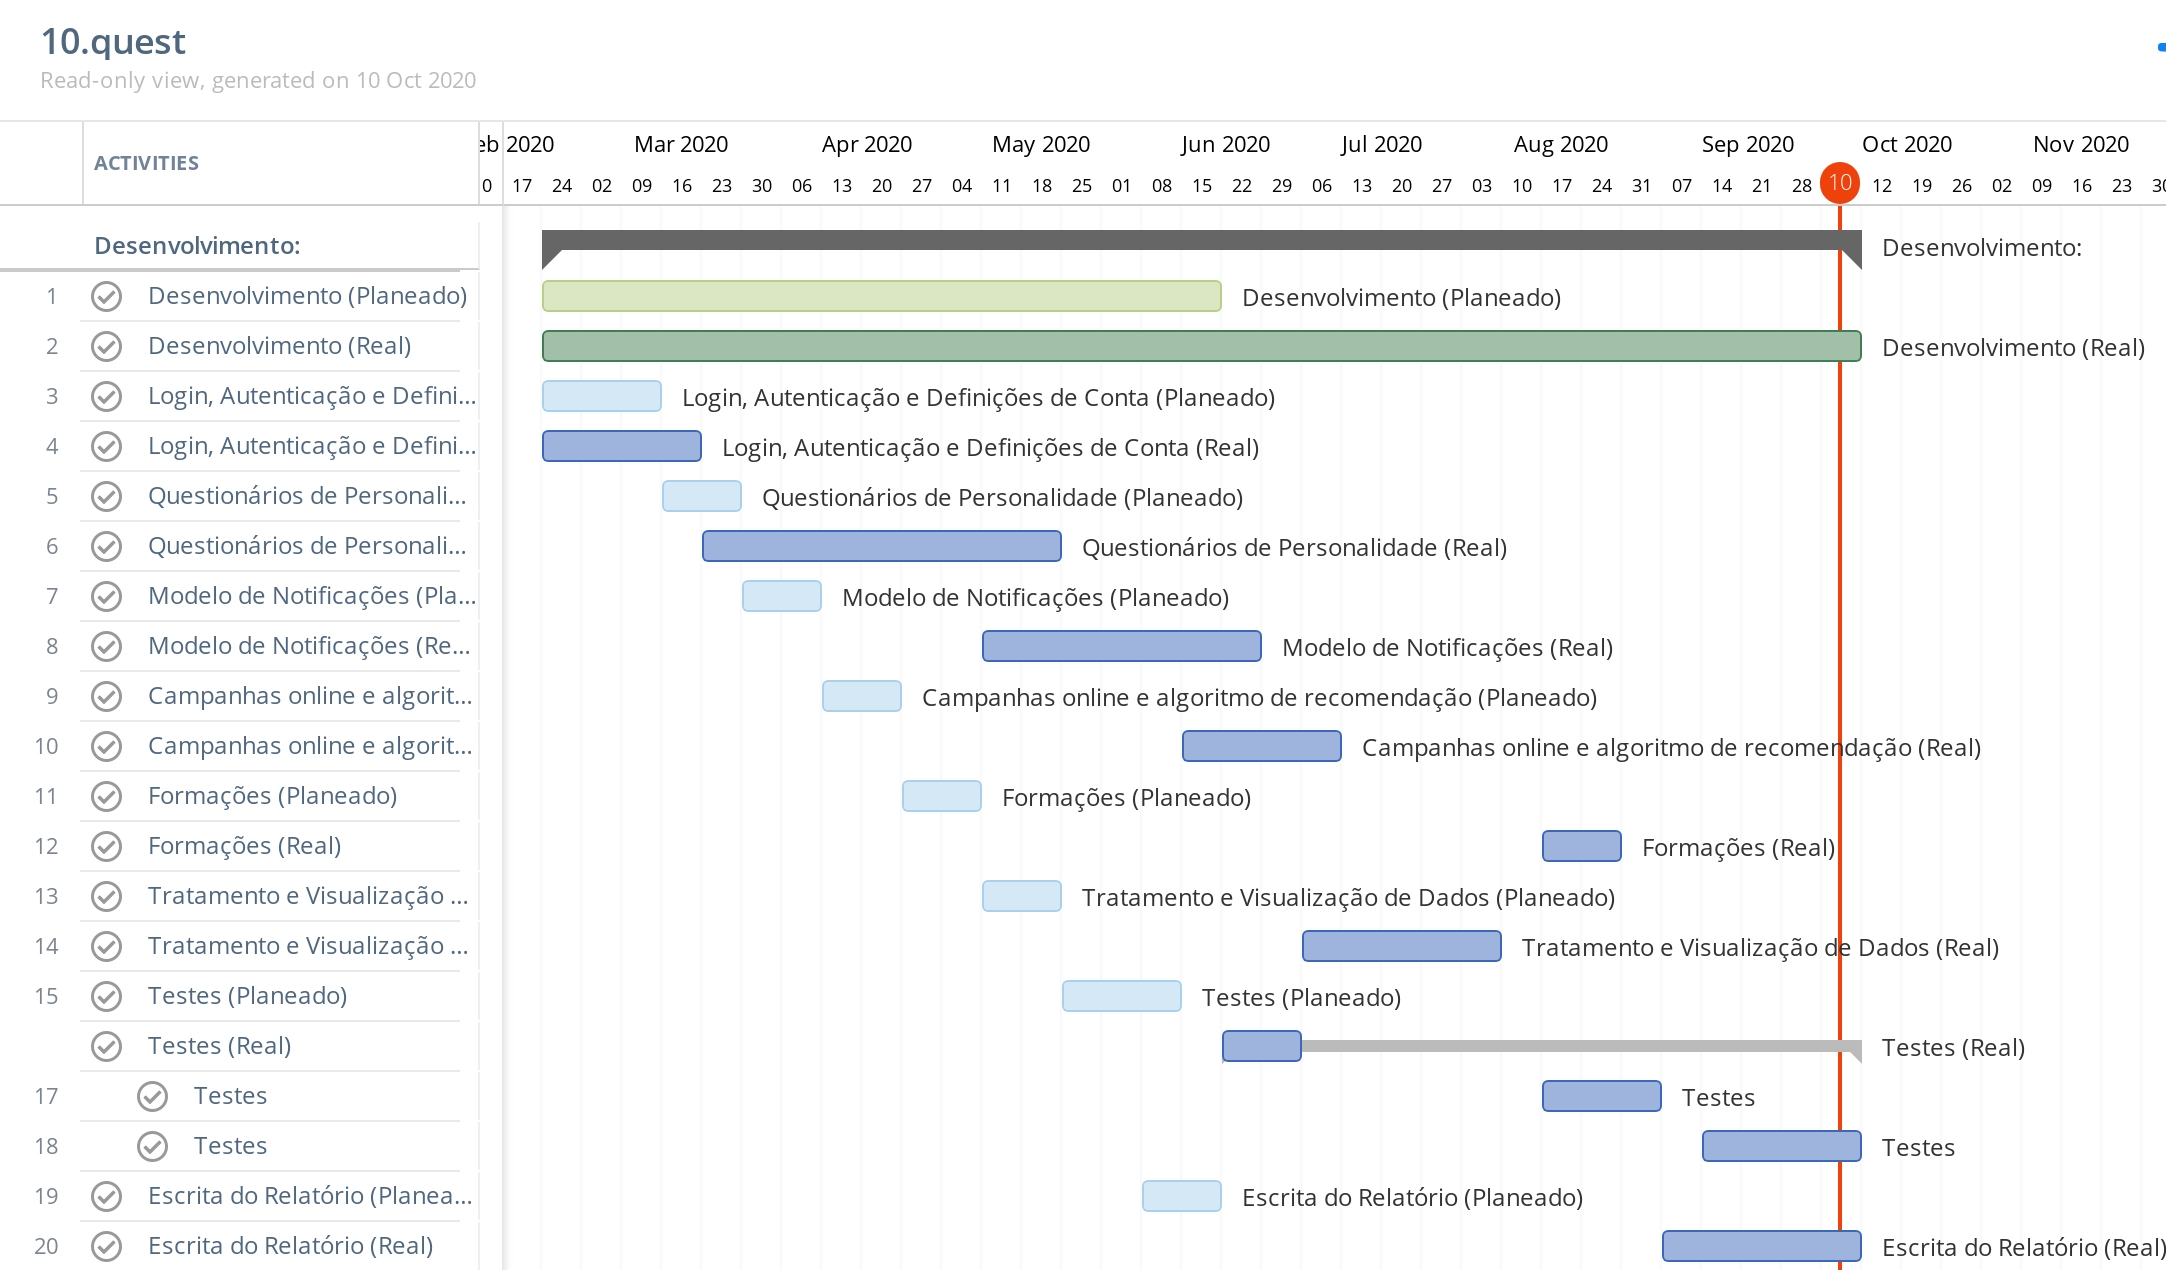 10.quest
Read-only view, generated on 10 Oct 2020
ACTIVITIES
eb 2020 Mar 2020 Apr 2020 May 2020 Jun 2020 Jul 2020 Aug 2020 Sep 2020 Oct 2020 Nov 2020
0 17 24 02 09 16 23 30 06 13 20 27 04 11 18 25 01 08 15 22 29 06 13 20 27 03 10 17 24 31 07 14 21 28 10 12 19 26 02 09 16 23 30
Desenvolvimento: Desenvolvimento:
1 Desenvolvimento (Planeado) Desenvolvimento (Planeado)
2 Desenvolvimento (Real) Desenvolvimento (Real)
3 Login, Autenticação e Defini... Login, Autenticação e Definições de Conta (Planeado)
4 Login, Autenticação e Defini... Login, Autenticação e Definições de Conta (Real)
5 Questionários de Personali... Questionários de Personalidade (Planeado)
6 Questionários de Personali... Questionários de Personalidade (Real)
7 Modelo de Notificações (Pla... Modelo de Notificações (Planeado)
8 Modelo de Notificações (Re... Modelo de Notificações (Real)
9 Campanhas online e algorit... Campanhas online e algoritmo de recomendação (Planeado)
10 Campanhas online e algorit... Campanhas online e algoritmo de recomendação (Real)
11 Formações (Planeado) Formações (Planeado)
12 Formações (Real) Formações (Real)
13 Tratamento e Visualização ... Tratamento e Visualização de Dados (Planeado)
14 Tratamento e Visualização ... Tratamento e Visualização de Dados (Real)
15 Testes (Planeado) Testes (Planeado)
Testes (Real) Testes (Real)
17 Testes Testes
18 Testes Testes
19 Escrita do Relatório (Planea... Escrita do Relatório (Planeado)
20 Escrita do Relatório (Real) Escrita do Relatório (Real)